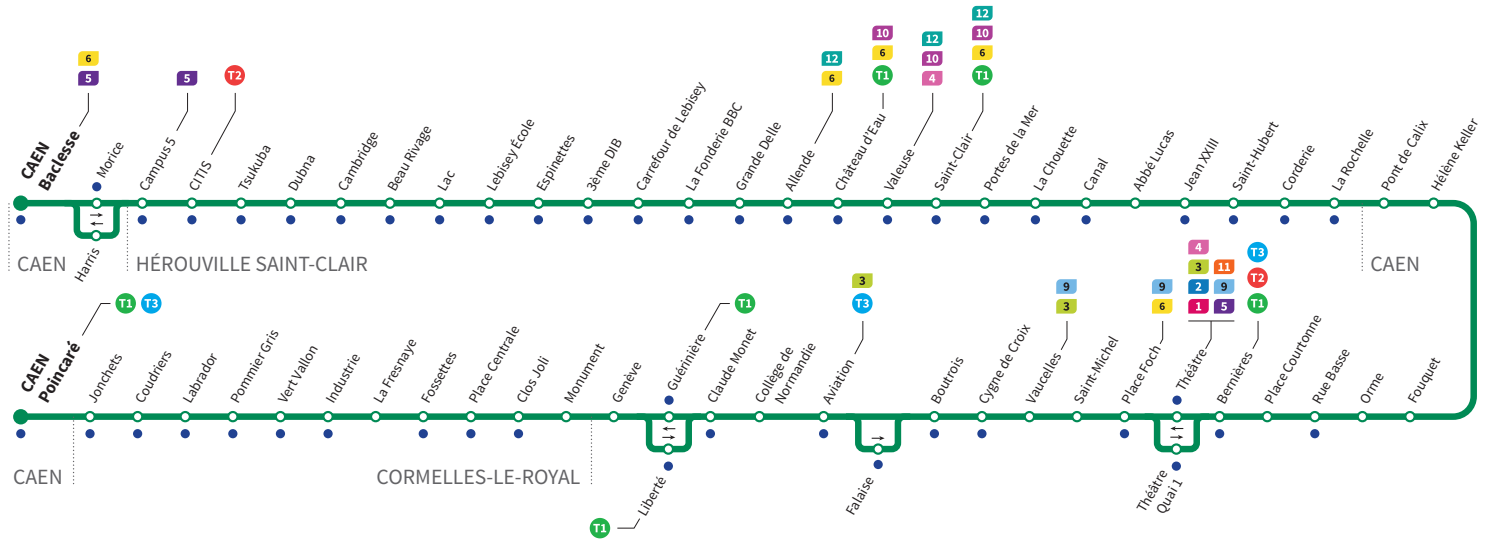 12
10
12
10
12
10
6
6
5
5
T2
12
6
6
T1
4
6
T1
CAEN
Baclesse
Morice
Campus 5
CITIS
Tsukuba
Dubna
Cambridge
Beau Rivage
Lac
Lebisey École
Espinettes
3ème DIB
Carrefour de Lebisey
La Fonderie BBC
Grande Delle
Allende
Château d'Eau
Valeuse
Saint-Clair
Portes de la Mer
La Chouette
Canal
Abbé Lucas
Jean XXIII
Saint-Hubert
Corderie
La Rochelle
Pont de Calix
Hélène Keller
Harris
CAEN
HÉROUVILLE SAINT-CLAIR
CAEN
T1 T3
T1
3
T3
9
3
9
6
4
3 11
2 9
1 5
T3
T2
T1
CAEN
Poincaré
Jonchets
Coudriers
Labrador
Pommier Gris
Vert Vallon
Industrie
La Fresnaye
Fossettes
Place Centrale
Clos Joli
Monument
Genève
Guérinière
Claude Monet
Collège de
Normandie
Aviation
Boutrois
Cygne de Croix
Vaucelles
Saint-Michel
Place Foch
Théâtre
Bernières
Place Courtonne
Rue Basse
Orme
Fouquet
CAEN
CORMELLES-LE-ROYAL
Liberté
Falaise
Théâtre
Quai 1
T1